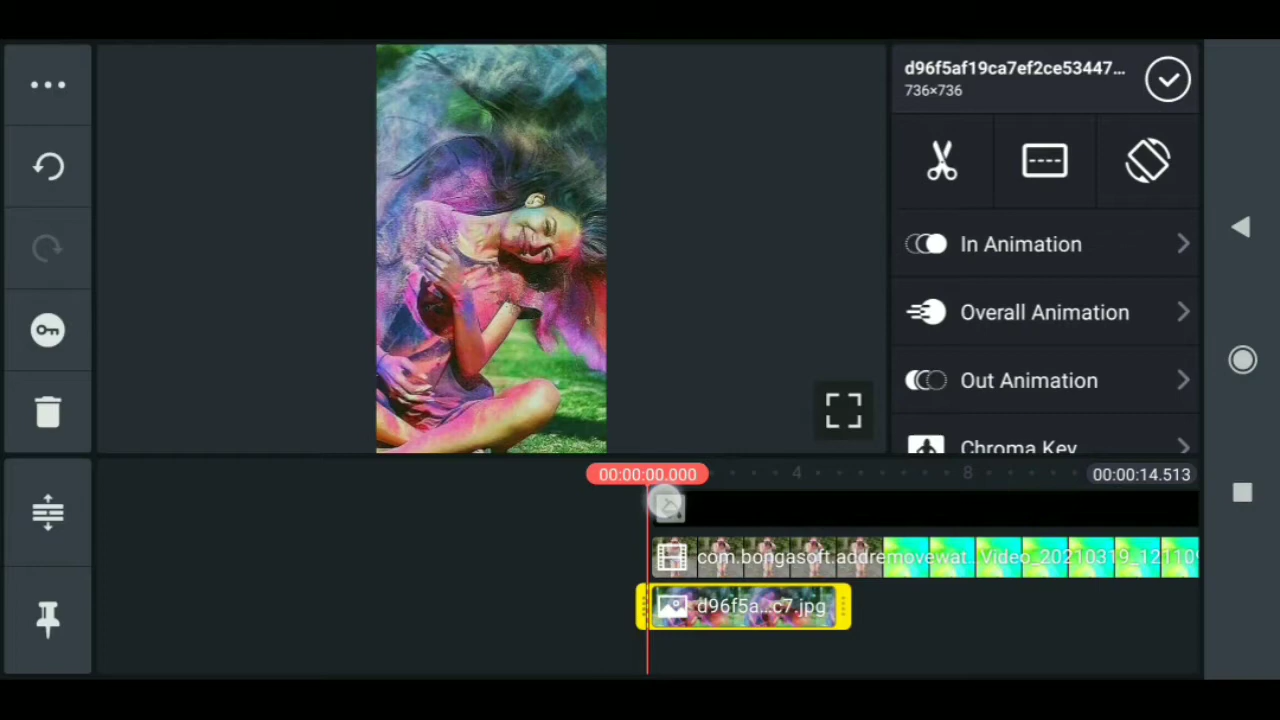 d96f5af19ca7ef2ce53447...
736×736
In Animation
Overall Animation
Out Animation
Chroma Key
00:00:00.000
4
8
00:00:14.513
com.bongasoft.addremovewat...Video_20210319_121109
d96f5a...c7.jpg